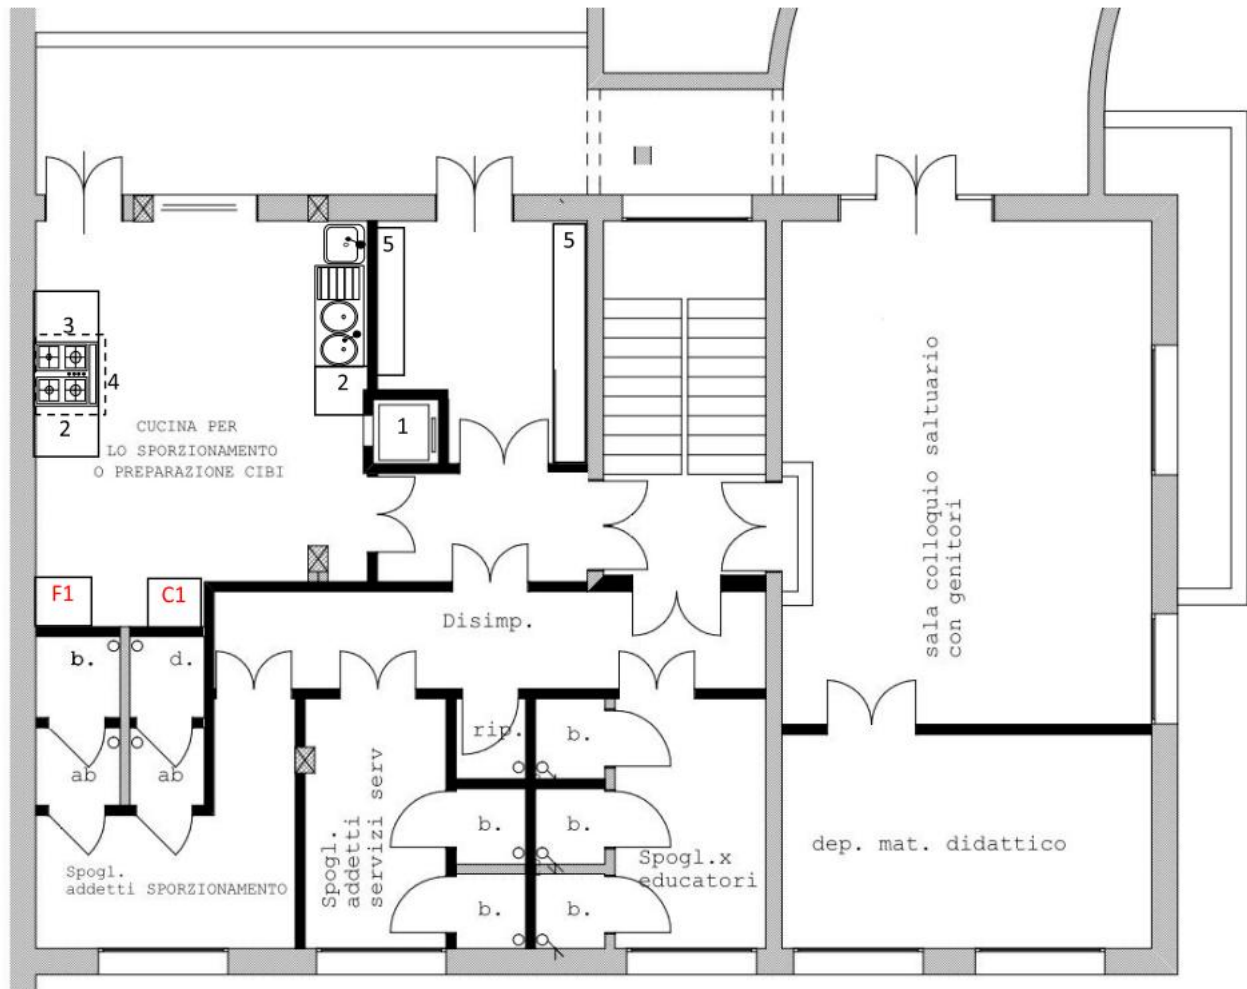 5
5
3
4
2
2
1
CUCINA PER
LO SPORZIONAMENTO
O PREPARAZIONE CIBI
sala colloquio saltuario
con genitori
F1
C1
Disimp.
b.
d.
rip.
b.
ab
ab
Spogl.
addetti
servizi serv
b.
b.
Spogl.x
educatori
dep. mat. didattico
Spogl.
addetti SPORZIONAMENTO
b.
b.